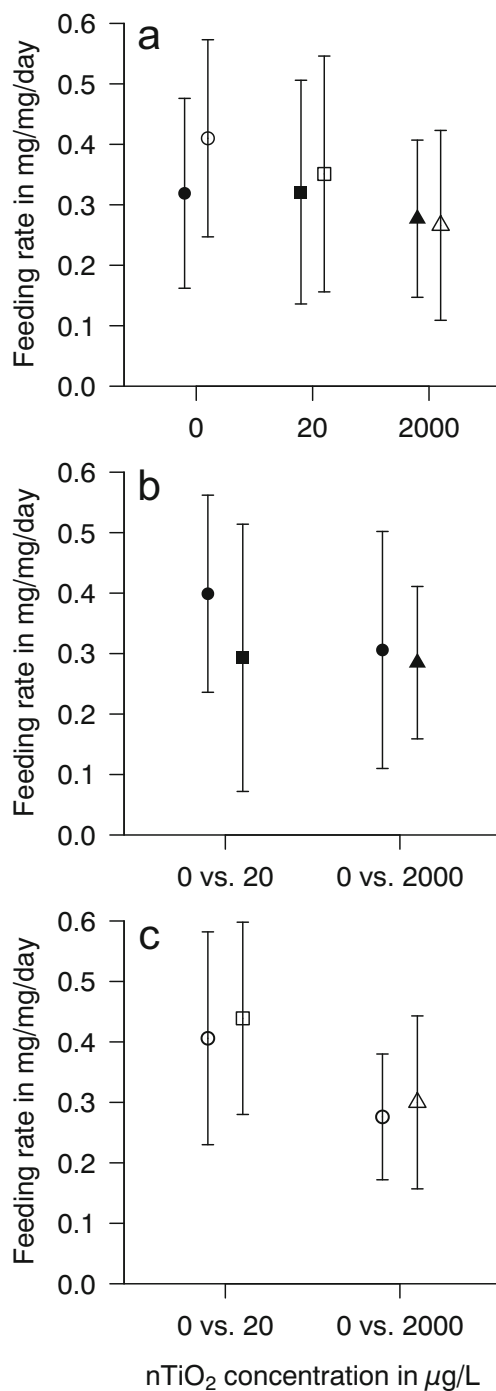 a
Feeding rate in mg/mg/day
0.6
0.5
0.4
0.3
0.2
0.1
0.0
0 20 2000
b
Feeding rate in mg/mg/day
0.6
0.5
0.4
0.3
0.2
0.1
0.0
0 vs. 20 0 vs. 2000
c
Feeding rate in mg/mg/day
0.6
0.5
0.4
0.3
0.2
0.1
0.0
0 vs. 20 0 vs. 2000
nTiO₂ concentration in μg/L